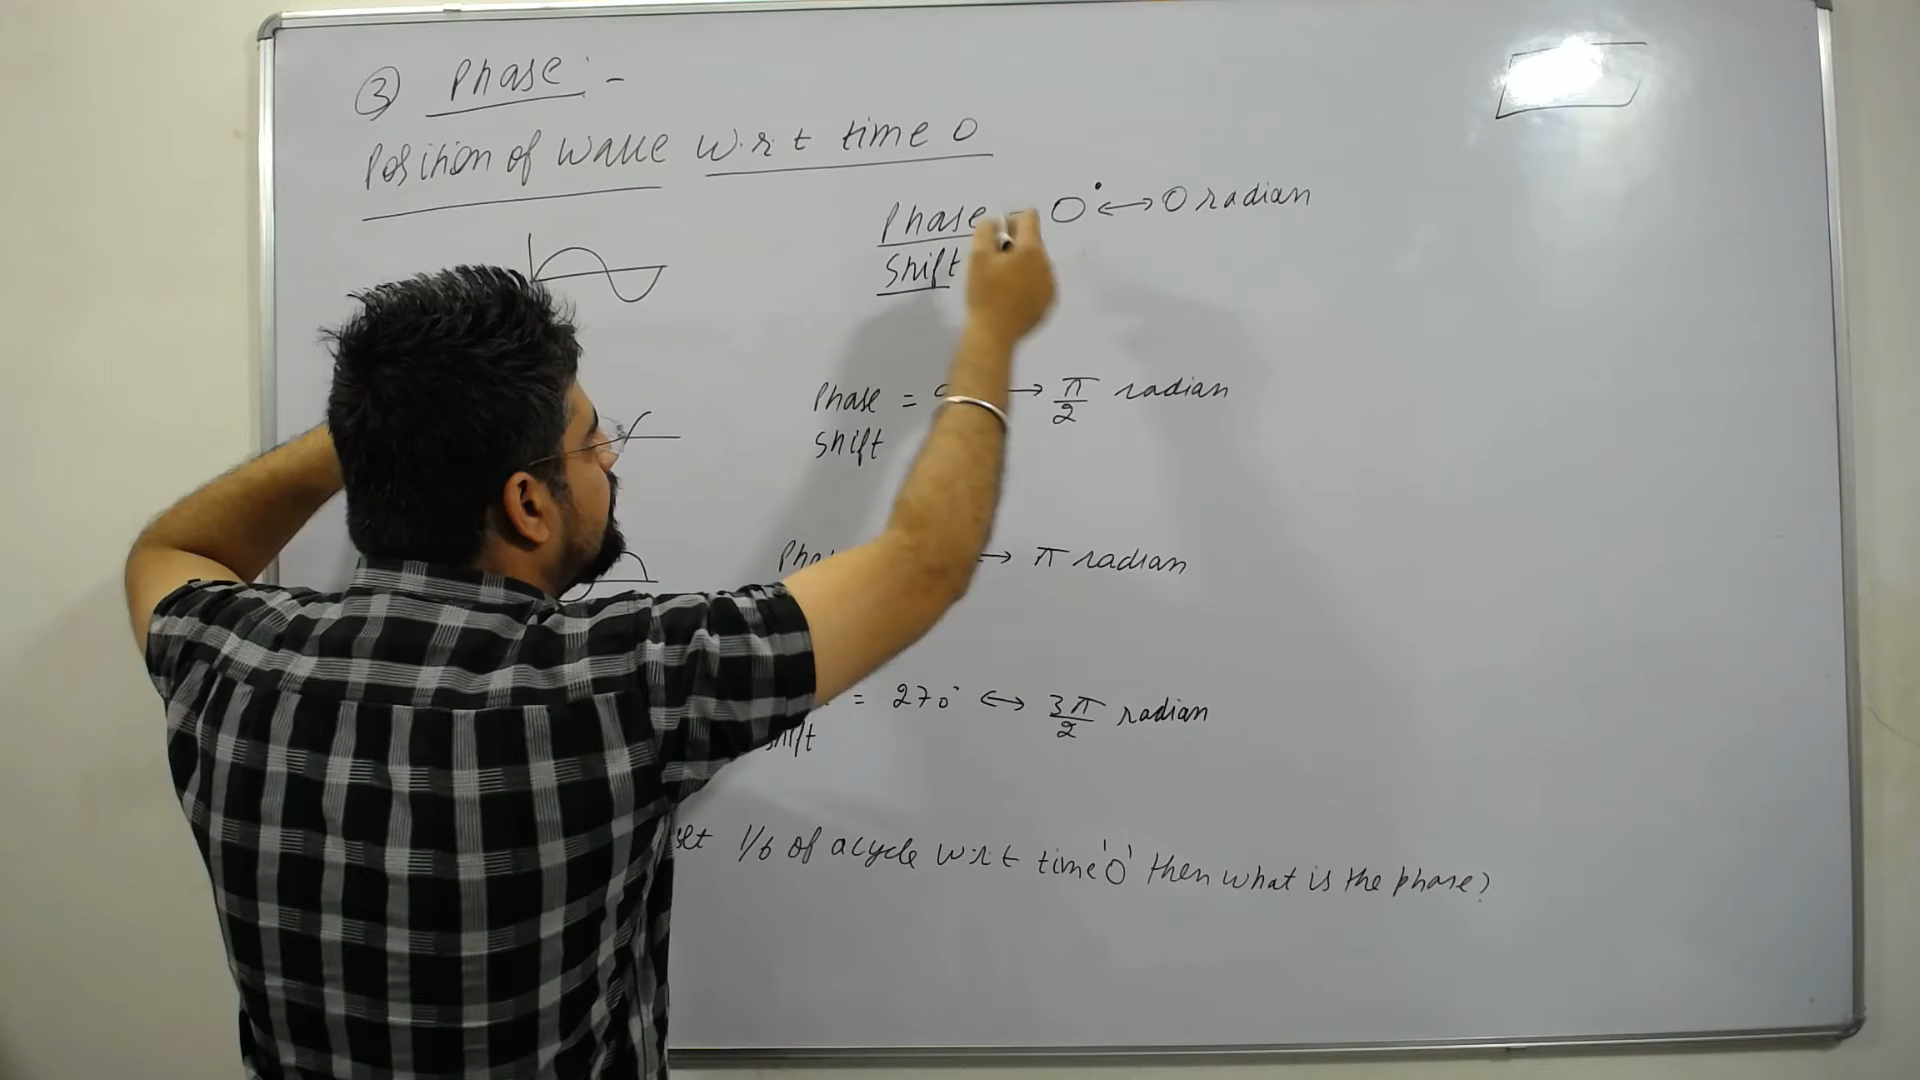 ③ Phase :-
Position of wave w.r.t time 0
Phase = 0° ↔ 0 radian
Shift
Phase = → π/2 radian
Shift
→ π radian
= 270° ↔ 3π/2 radian
shift
1/6 of a cycle w.r.t time '0' then what is the phase?